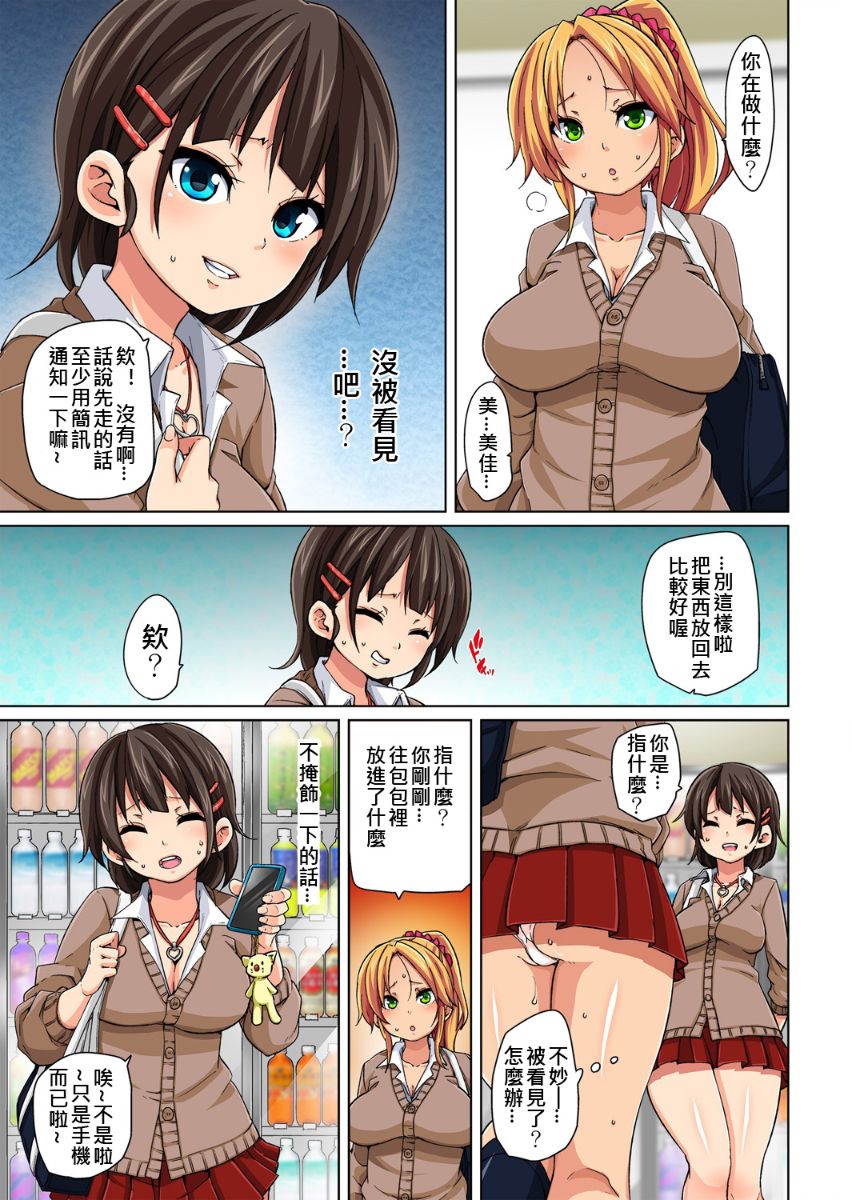 你在做什麼？
美…美佳…
沒被看見
…吧…？
欸！沒有啊…
話說先走的話
至少用簡訊
通知一下嘛~
…別這樣啦
把東西放回去
比較好喔
欸？
你是…
指什麼？
不妙—…
被看見了？
怎麼辦…
指什麼？
你剛剛…
往包包裡
放進了什麼
不掩飾一下的話…
唉~不是啦
~只是手機
而已啦~